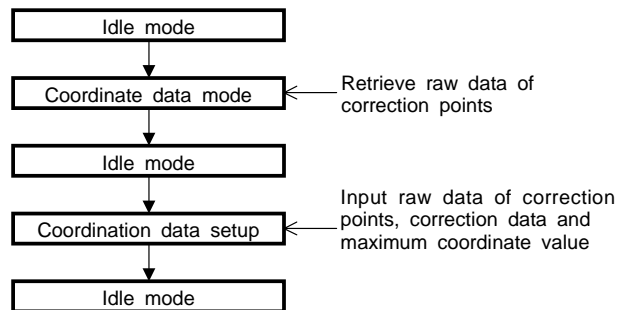 Idle mode
Coordinate data mode
Retrieve raw data of
correction points
Idle mode
Input raw data of correction
points, correction data and
maximum coordinate value
Coordination data setup
Idle mode